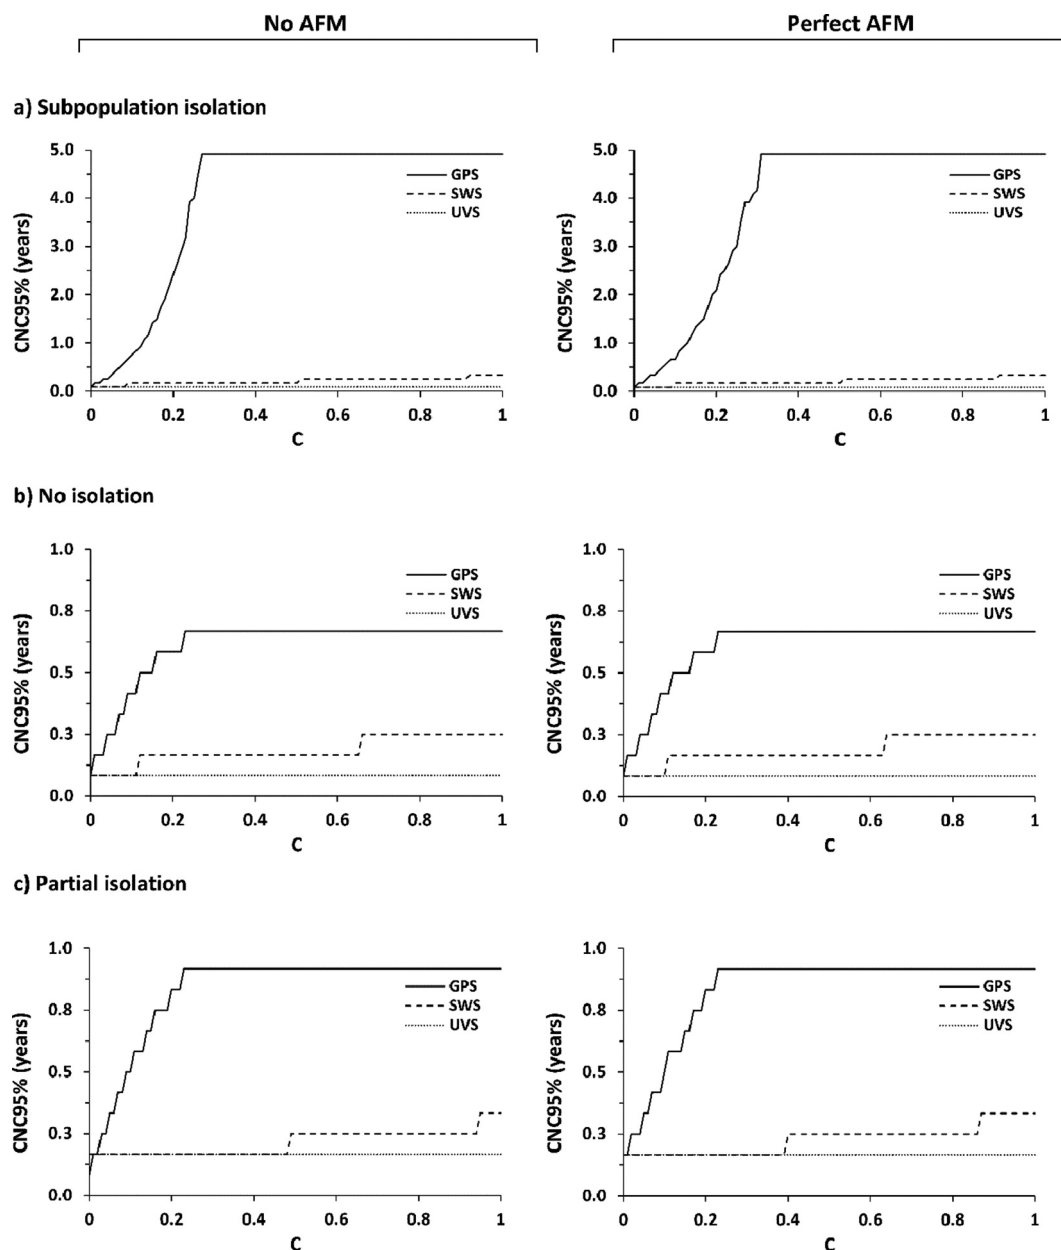 No AFM
Perfect AFM
a) Subpopulation isolation
5.0
4.0
3.0
2.0
1.0
0.0
CNC95% (years)
GPS
SWS
UVS
0 0.2 0.4 0.6 0.8 1
C
5.0
4.0
3.0
2.0
1.0
0.0
CNC95% (years)
GPS
SWS
UVS
0 0.2 0.4 0.6 0.8 1
C
b) No isolation
1.0
0.8
0.5
0.3
0.0
CNC95% (years)
GPS
SWS
UVS
0 0.2 0.4 0.6 0.8 1
C
1.0
0.8
0.5
0.3
0.0
CNC95% (years)
GPS
SWS
UVS
0 0.2 0.4 0.6 0.8 1
C
c) Partial isolation
1.0
0.8
0.5
0.3
0.0
CNC95% (years)
GPS
SWS
UVS
0 0.2 0.4 0.6 0.8 1
C
1.0
0.8
0.5
0.3
0.0
CNC95% (years)
GPS
SWS
UVS
0 0.2 0.4 0.6 0.8 1
C